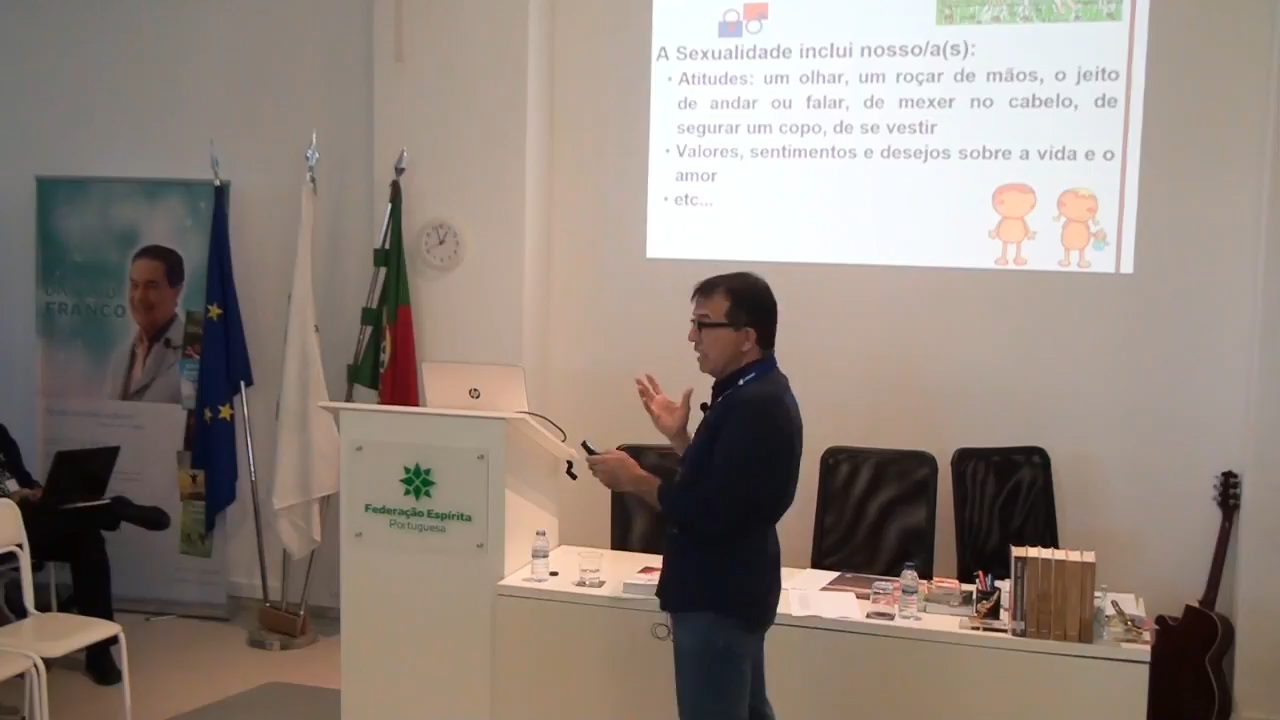 A Sexualidade inclui nosso/a(s):
• Atitudes: um olhar, um roçar de mãos, o jeito
de andar ou falar, de mexer no cabelo, de
segurar um copo, de se vestir
• Valores, sentimentos e desejos sobre a vida e o
amor
• etc...
FRANCO
hp
Federação Espírita
Portuguesa